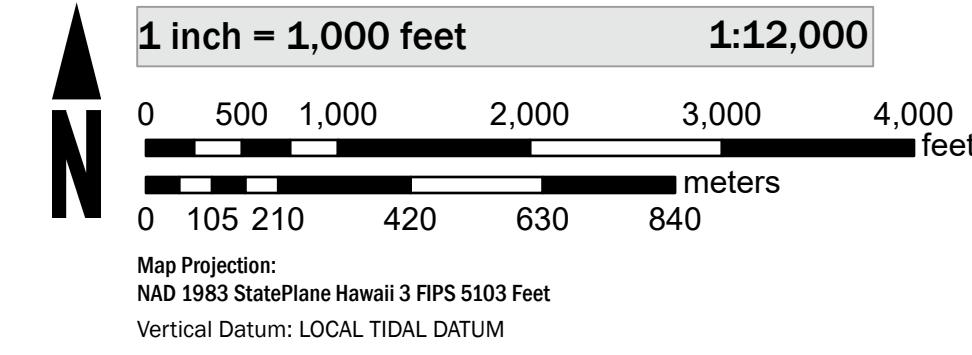 1 inch = 1,000 feet 1:12,000
0 500 1,000 2,000 3,000 4,000
feet
meters
0 105 210 420 630 840
N
Map Projection:
NAD 1983 StatePlane Hawaii 3 FIPS 5103 Feet
Vertical Datum: LOCAL TIDAL DATUM